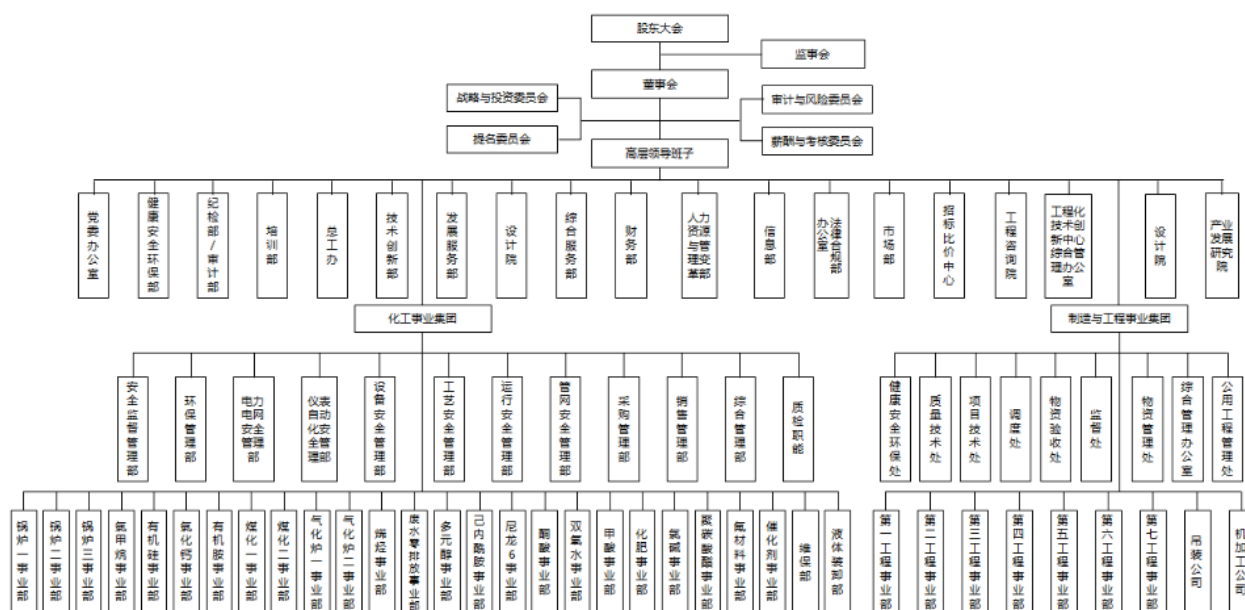 股东大会
监事会
董事会
战略与投资委员会
审计与风险委员会
提名委员会
薪酬与考核委员会
高层领导班子
党委办公室
健康安全环保部
纪检部/审计部
培训部
总工办
技术创新部
发展服务部
设计院
综合服务部
财务部
人力资源与管理变革部
信息部
法律合规部办公室
市场部
招标比价中心
工程咨询院
工程化技术创新中心综合管理办公室
设计院
产业发展研究院
化工事业集团
制造与工程事业集团
安全监督管理部
环保管理部
电力电网安全管理部
仪表自动化安全管理部
设备安全管理部
工艺安全管理部
运行安全管理部
管网安全管理部
采购管理部
销售管理部
综合管理部
质检职能
健康安全环保处
质量技术处
项目技术处
调度处
物资验收处
监督处
物资管理处
综合管理办公室
公用工程管理处
锅炉一事业部
锅炉二事业部
锅炉三事业部
氨甲烷事业部
有机硅事业部
氯化钙事业部
有机胺事业部
煤化一事业部
煤化二事业部
气化炉一事业部
气化炉二事业部
烯烃事业部
废水零排放事业部
多元醇事业部
己内酰胺事业部
尼龙6事业部
酮酸事业部
双氧水事业部
甲酸事业部
化肥事业部
氯碱事业部
聚碳酸酯事业部
氟材料事业部
催化剂事业部
维保部
液体装卸部
第一工程事业部
第二工程事业部
第三工程事业部
第四工程事业部
第五工程事业部
第六工程事业部
第七工程事业部
吊装公司
机加工公司